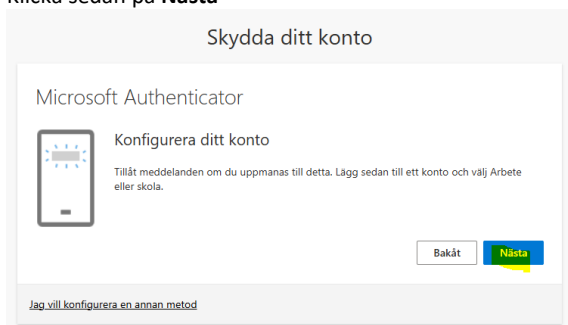 Klicka sedan på Nästa
Skydda ditt konto
Microsoft Authenticator
Konfigurera ditt konto
Tillåt meddelanden om du uppmanas till detta. Lägg sedan till ett konto och välj Arbete
eller skola.
Bakåt Nästa
Jag vill konfigurera en annan metod